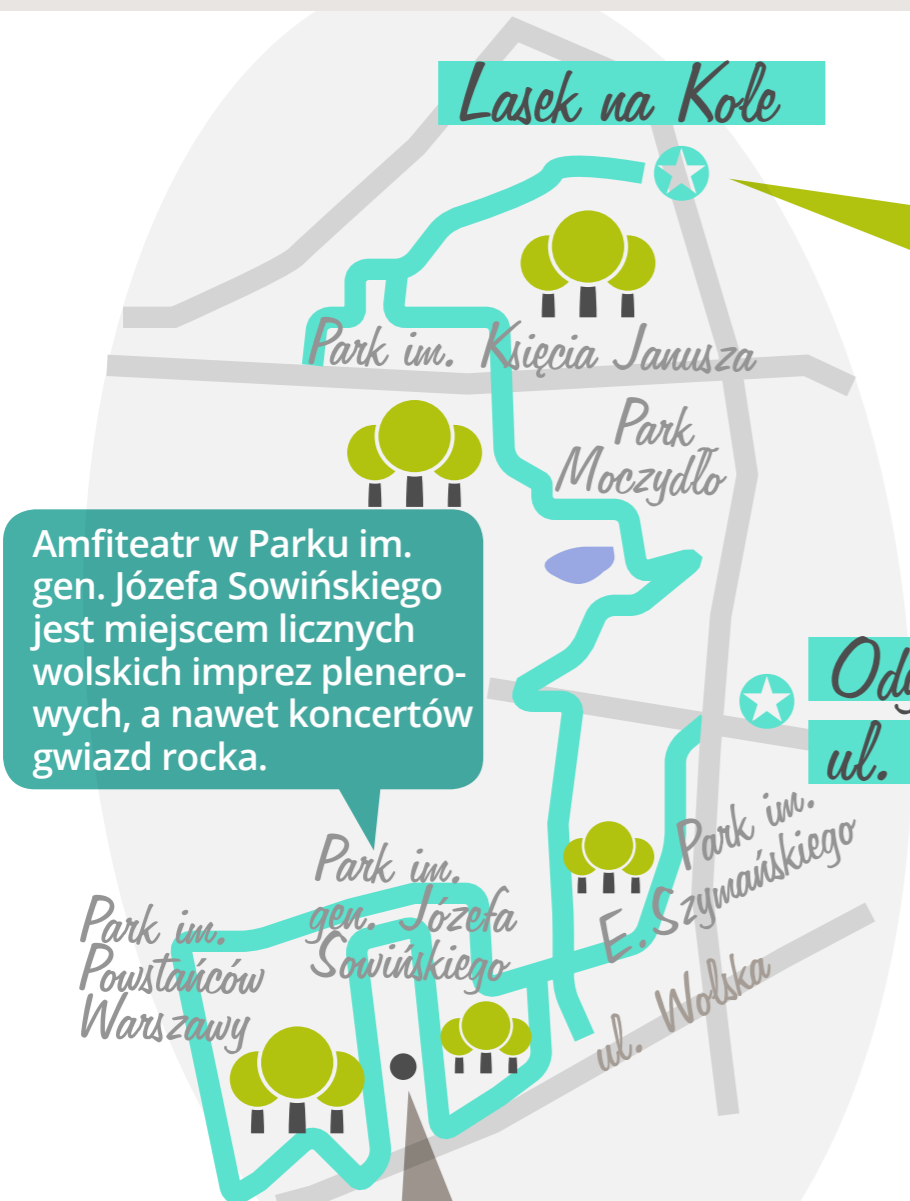 Lasek na Kole
Park im. Księcia Janusza
Park
Moczydło
Amfiteatr w Parku im.
gen. Józefa Sowińskiego
jest miejscem licznych
wolskich imprez plenero-
wych, a nawet koncertów
gwiazd rocka.
ul.
Park im.
E. Szymańskiego
Park im.
gen. Józefa
Sowińskiego
Park im.
Powstańców
Warszawy
ul. Wolska